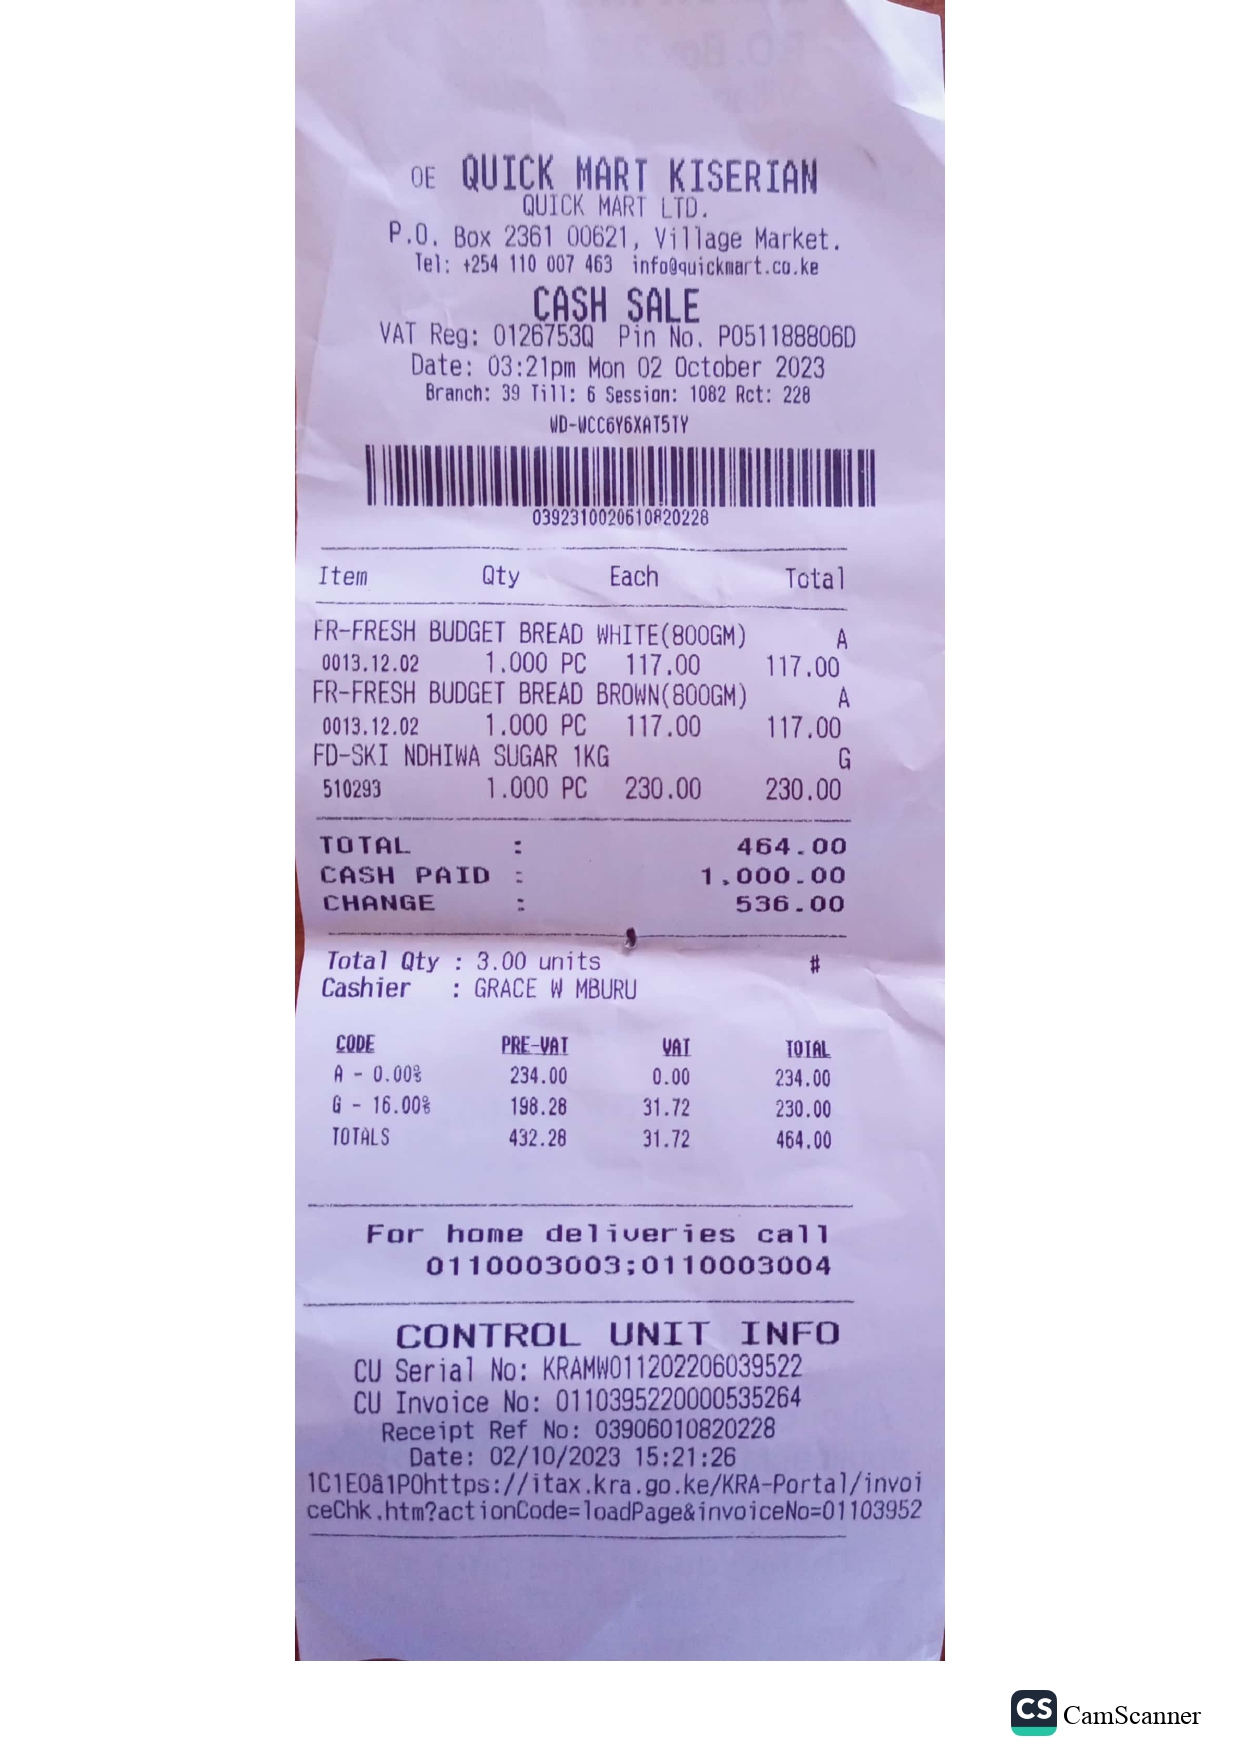 OE QUICK MART KISERIAN
QUICK MART LTD.
P.O. Box 2361 00621, Village Market.
Tel: +254 110 007 463 info@quickmart.co.ke
CASH SALE
VAT Reg: 0126753Q Pin No. P051188806D
Date: 03:21pm Mon 02 October 2023
Branch: 39 Till: 6 Session: 1082 Rct: 228
WD-WCC6Y6XAT5TY
0392310020610820228
Item Qty Each Total
FR-FRESH BUDGET BREAD WHITE(800GM) A
0013.12.02 1.000 PC 117.00 117.00
FR-FRESH BUDGET BREAD BROWN(800GM) A
0013.12.02 1.000 PC 117.00 117.00
FD-SKI NDHIWA SUGAR 1KG G
510293 1.000 PC 230.00 230.00
TOTAL : 464.00
CASH PAID : 1,000.00
CHANGE : 536.00
Total Qty : 3.00 units #
Cashier : GRACE W MBURU
CODE PRE-VAT VAT TOTAL
A - 0.00% 234.00 0.00 234.00
G - 16.00% 198.28 31.72 230.00
TOTALS 432.28 31.72 464.00
For home deliveries call
0110003003;0110003004
CONTROL UNIT INFO
CU Serial No: KRAMW011202206039522
CU Invoice No: 0110395220000535264
Receipt Ref No: 03906010820228
Date: 02/10/2023 15:21:26
1C1E0â1P0https://itax.kra.go.ke/KRA-Portal/invoi
ceChk.htm?actionCode=loadPage&invoiceNo=01103952
CS CamScanner